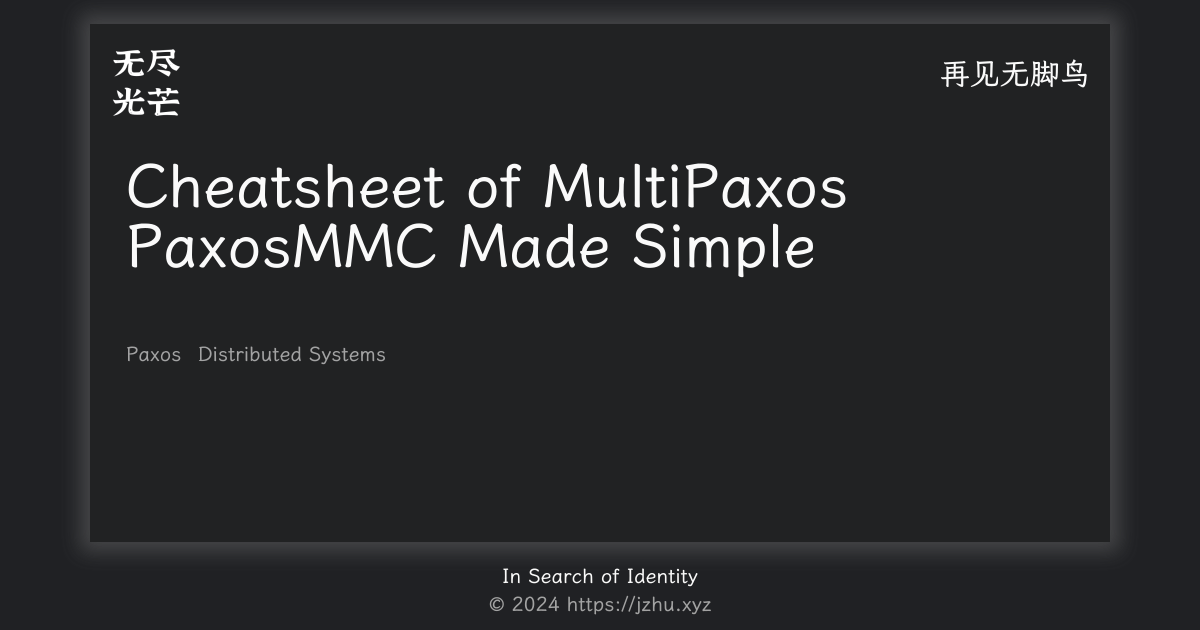 无尽
光芒
再见无脚鸟
Cheatsheet of MultiPaxos
PaxosMMC Made Simple
Paxos Distributed Systems
In Search of Identity
© 2024 https://jzhu.xyz